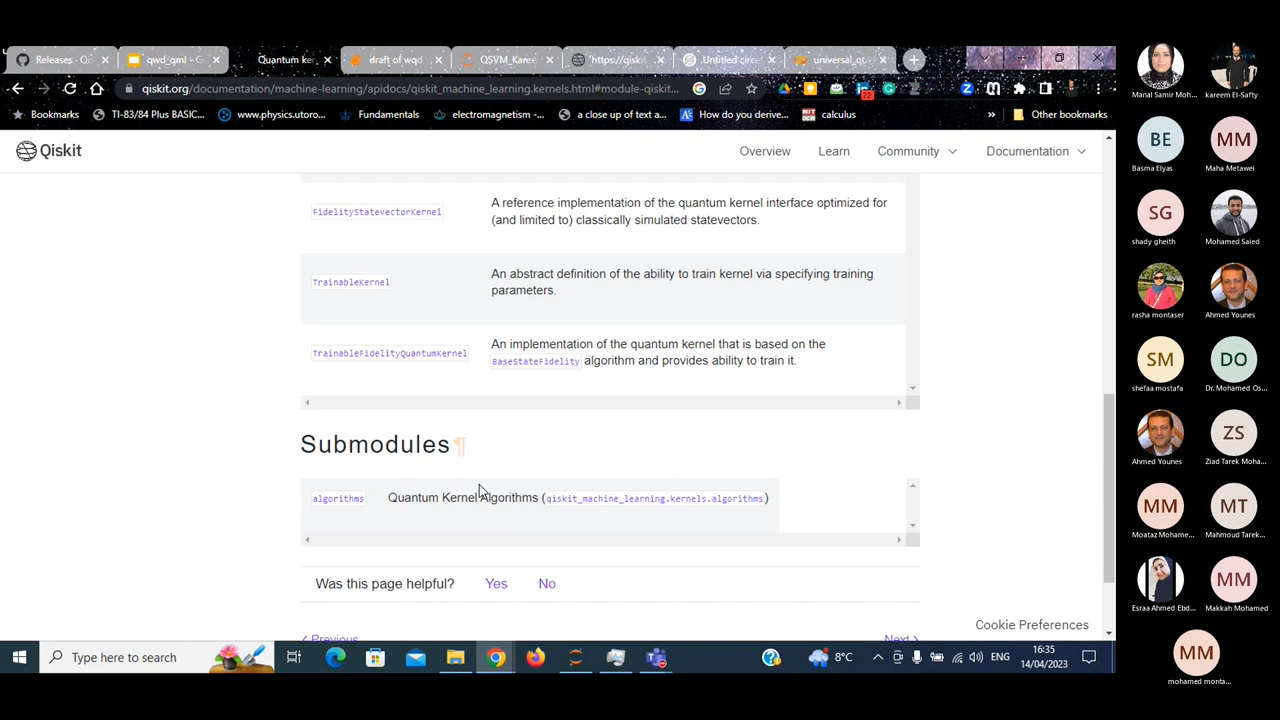 Releases - Q
qwd_qml - G
Quantum ke
draft of wqd
QSVM_Karee
"https://qiskit
Untitled circ
universal_qu
qiskit.org/documentation/machine-learning/apidocs/qiskit_machine_learning.kernels.html#module-qiskit...
22
Bookmarks
TI-83/84 Plus BASIC...
www.physics.utoro...
Fundamentals
electromagnetism -...
a close up of text a...
How do you derive...
MIT OCW
calculus
»
Other bookmarks
Qiskit
Overview
Learn
Community
Documentation
FidelityStatevectorKernel
A reference implementation of the quantum kernel interface optimized for
(and limited to) classically simulated statevectors.
TrainableKernel
An abstract definition of the ability to train kernel via specifying training
parameters.
TrainableFidelityQuantumKernel
An implementation of the quantum kernel that is based on the
BaseStateFidelity algorithm and provides ability to train it.
Submodules¶
algorithms
Quantum Kernel Algorithms (qiskit_machine_learning.kernels.algorithms)
Was this page helpful?
Yes
No
Cookie Preferences
Previous
Next
Type here to search
8°C
ENG
16:35
14/04/2023
Manal Samir Moh...
kareem El-Safty
BE
Basma Elyas
MM
Maha Metawei
SG
shady gheith
Mohamed Saied
rasha montaser
Ahmed Younes
SM
shefaa mostafa
DO
Dr. Mohamed Os...
Ahmed Younes
ZS
Ziad Tarek Moha...
MM
Moataz Mohame...
MT
Mahmoud Tarek...
Esraa Ahmed Ebd...
MM
Makkah Mohamed
MM
mohamed monta...